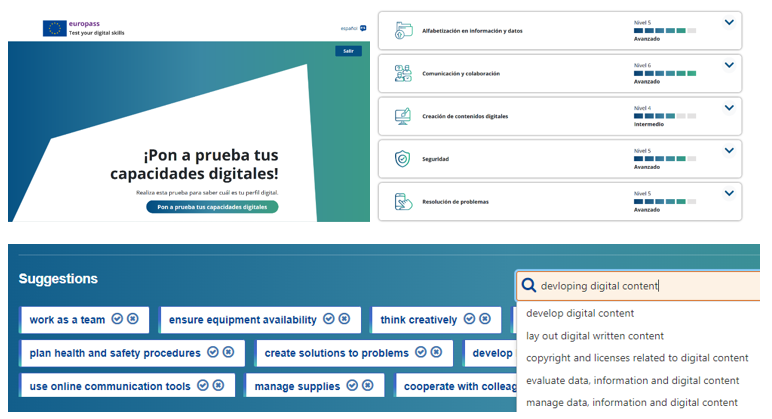 europass
Test your digital skills
español ES
Salir
¡Pon a prueba tus
capacidades digitales!
Realiza esta prueba para saber cuál es tu perfil digital.
Pon a prueba tus capacidades digitales
Alfabetización en información y datos
Nivel 5
Avanzado
Comunicación y colaboración
Nivel 6
Avanzado
Creación de contenidos digitales
Nivel 4
Intermedio
Seguridad
Nivel 5
Avanzado
Resolución de problemas
Nivel 5
Avanzado
Suggestions
devloping digital content
work as a team
ensure equipment availability
think creatively
plan health and safety procedures
create solutions to problems
develop
use online communication tools
manage supplies
cooperate with colleag
develop digital content
lay out digital written content
copyright and licenses related to digital content
evaluate data, information and digital content
manage data, information and digital content